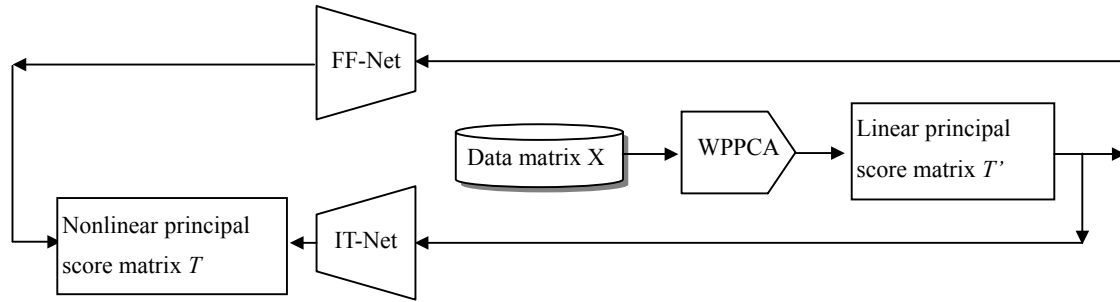 FF-Net
Data matrix X
WPPCA
Linear principal
score matrix T’
Nonlinear principal
score matrix T
IT-Net